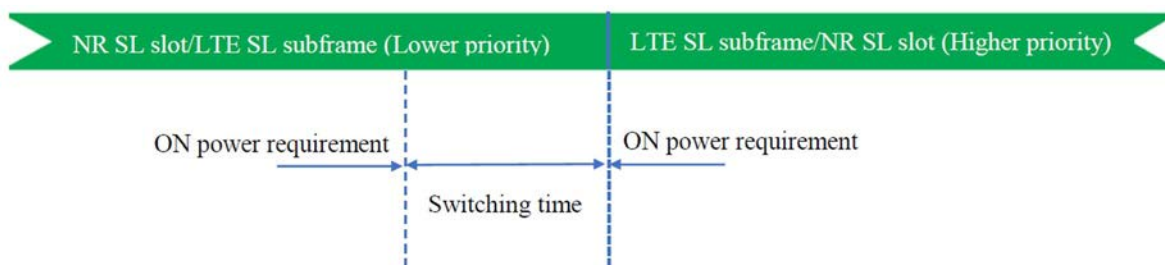 NR SL slot/LTE SL subframe (Lower priority)
LTE SL subframe/NR SL slot (Higher priority)
ON power requirement
ON power requirement
Switching time